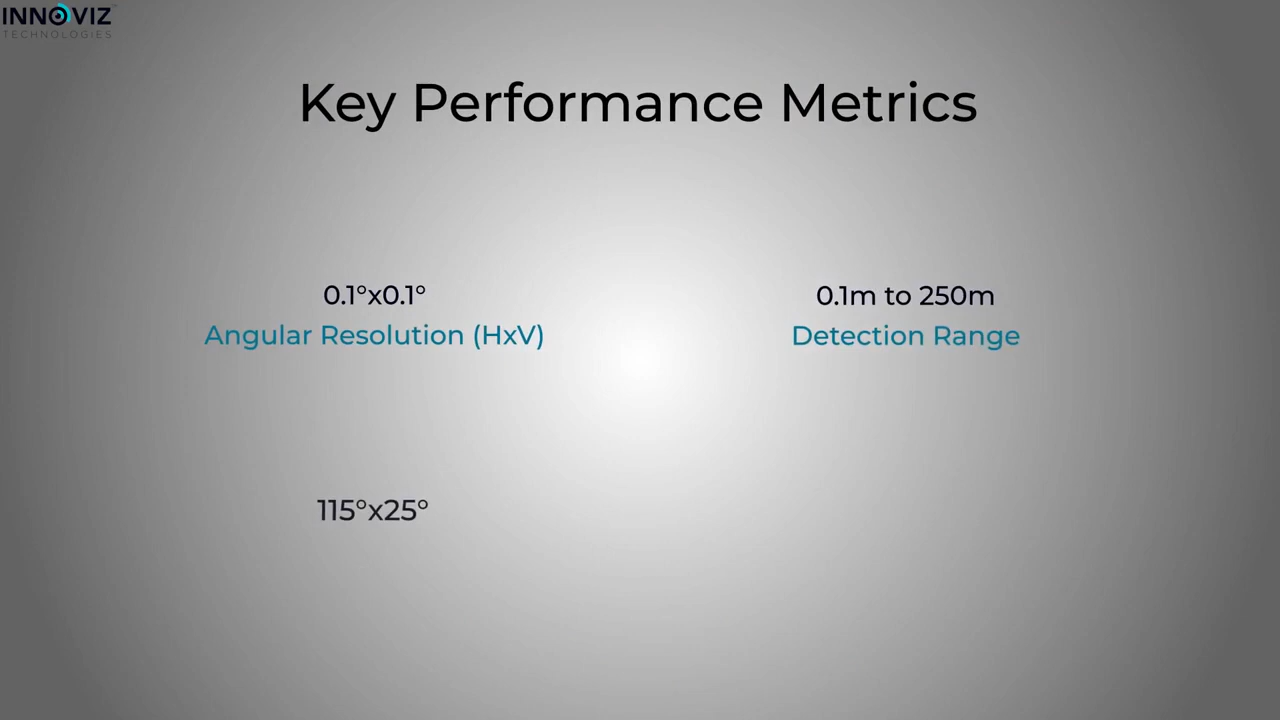 INNOVIZ
TECHNOLOGIES
Key Performance Metrics
0.1°x0.1°
Angular Resolution (HxV)
0.1m to 250m
Detection Range
115°x25°